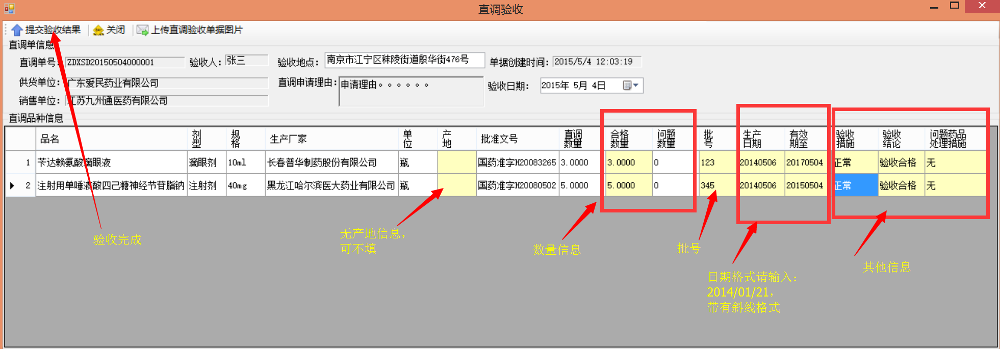 直调验收
提交验收结果 关闭 上传直调验收单据图片
直调单信息
直调单号: ZDXSD20150504000001 验收人: 张三 验收地点: 南京市江宁区秣陵街道殷华街476号 单据创建时间: 2015/5/4 12:03:19
供货单位: 广东爱民药业有限公司 直调申请理由: 申请理由。。。。。。 验收日期: 2015年 5月 4日
销售单位: 江苏九州通医药有限公司
直调品种信息
品名 剂型 规格 生产厂家 单位 产地 批准文号 直调数量 合格数量 问题数量 批号 生产日期 有效期至 验收措施 验收结论 问题药品处理措施
1 苄达赖氨酸滴眼液 滴眼剂 10ml 长春普华制药股份有限公司 瓶 国药准字H20083265 3.0000 3.0000 0 123 20140506 20170504 正常 验收合格 无
2 注射用单唾液酸四己糖神经节苷脂钠 注射剂 40mg 黑龙江哈尔滨医大药业有限公司 瓶 国药准字H20080502 5.0000 5.0000 0 345 20140506 20150504 正常 验收合格 无
验收完成
无产地信息，
可不填
数量信息
批号
日期格式请输入：
2014/01/21，
带有斜线格式
其他信息